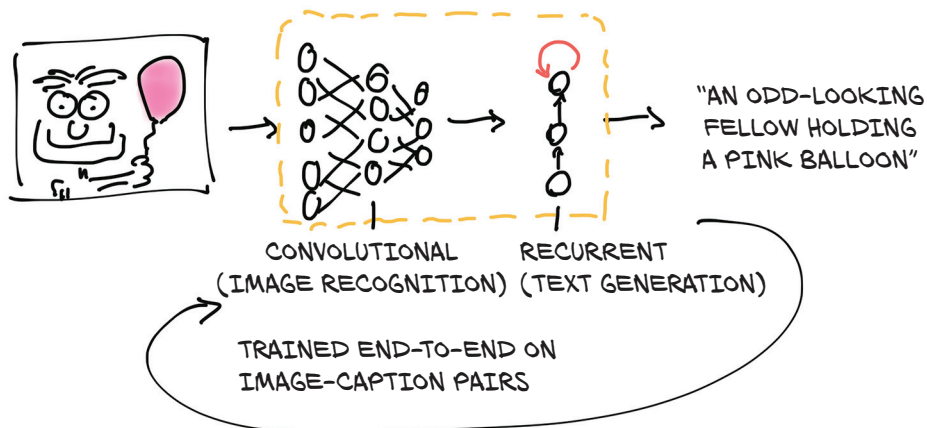 "AN ODD-LOOKING
FELLOW HOLDING
A PINK BALLOON"
CONVOLUTIONAL
(IMAGE RECOGNITION)
RECURRENT
(TEXT GENERATION)
TRAINED END-TO-END ON
IMAGE-CAPTION PAIRS